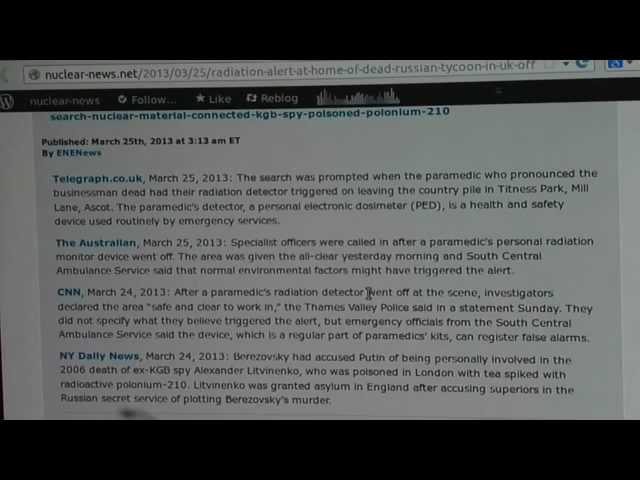 nuclear-news.net/2013/03/25/radiation-alert-at-home-of-dead-russian-tycoon-in-uk-off
nuclear-news Follow... Like Reblog
search-nuclear-material-connected-kgb-spy-poisoned-polonium-210
Published: March 25th, 2013 at 3:13 am ET
By ENENews
Telegraph.co.uk, March 25, 2013: The search was prompted when the paramedic who pronounced the
businessman dead had their radiation detector triggered on leaving the country pile in Titness Park, Mill
Lane, Ascot. The paramedic's detector, a personal electronic dosimeter (PED), is a health and safety
device used routinely by emergency services.
The Australian, March 25, 2013: Specialist officers were called in after a paramedic's personal radiation
monitor device went off. The area was given the all-clear yesterday morning and South Central
Ambulance Service said that normal environmental factors might have triggered the alert.
CNN, March 24, 2013: After a paramedic's radiation detector went off at the scene, investigators
declared the area "safe and clear to work in," the Thames Valley Police said in a statement Sunday. They
did not specify what they believe triggered the alert, but emergency officials from the South Central
Ambulance Service said the device, which is a regular part of paramedics' kits, can register false alarms.
NY Daily News, March 24, 2013: Berezovsky had accused Putin of being personally involved in the
2006 death of ex-KGB spy Alexander Litvinenko, who was poisoned in London with tea spiked with
radioactive polonium-210. Litvinenko was granted asylum in England after accusing superiors in the
Russian secret service of plotting Berezovsky's murder.